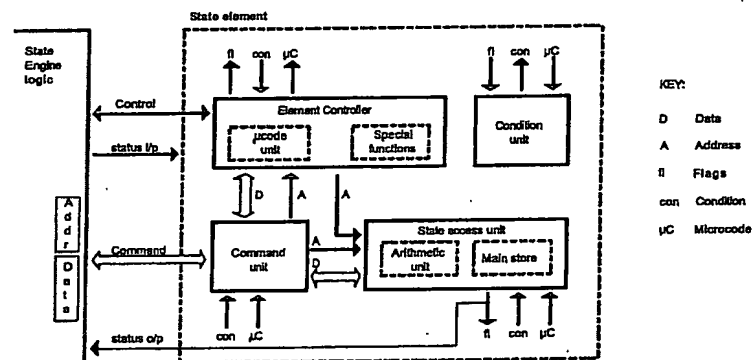 State element
State
Engine
logic
fl con µC
fl con µC
KEY:
Control
Element Controller
µcode
unit
Special
functions
Condition
unit
D Data
A Address
fl Flags
con Condition
µC Microcode
status i/p
D
A
A
Addr
Data
Command
Command
unit
A
D
State access unit
Arithmetic
unit
Main store
con µC
fl con µC
status o/p